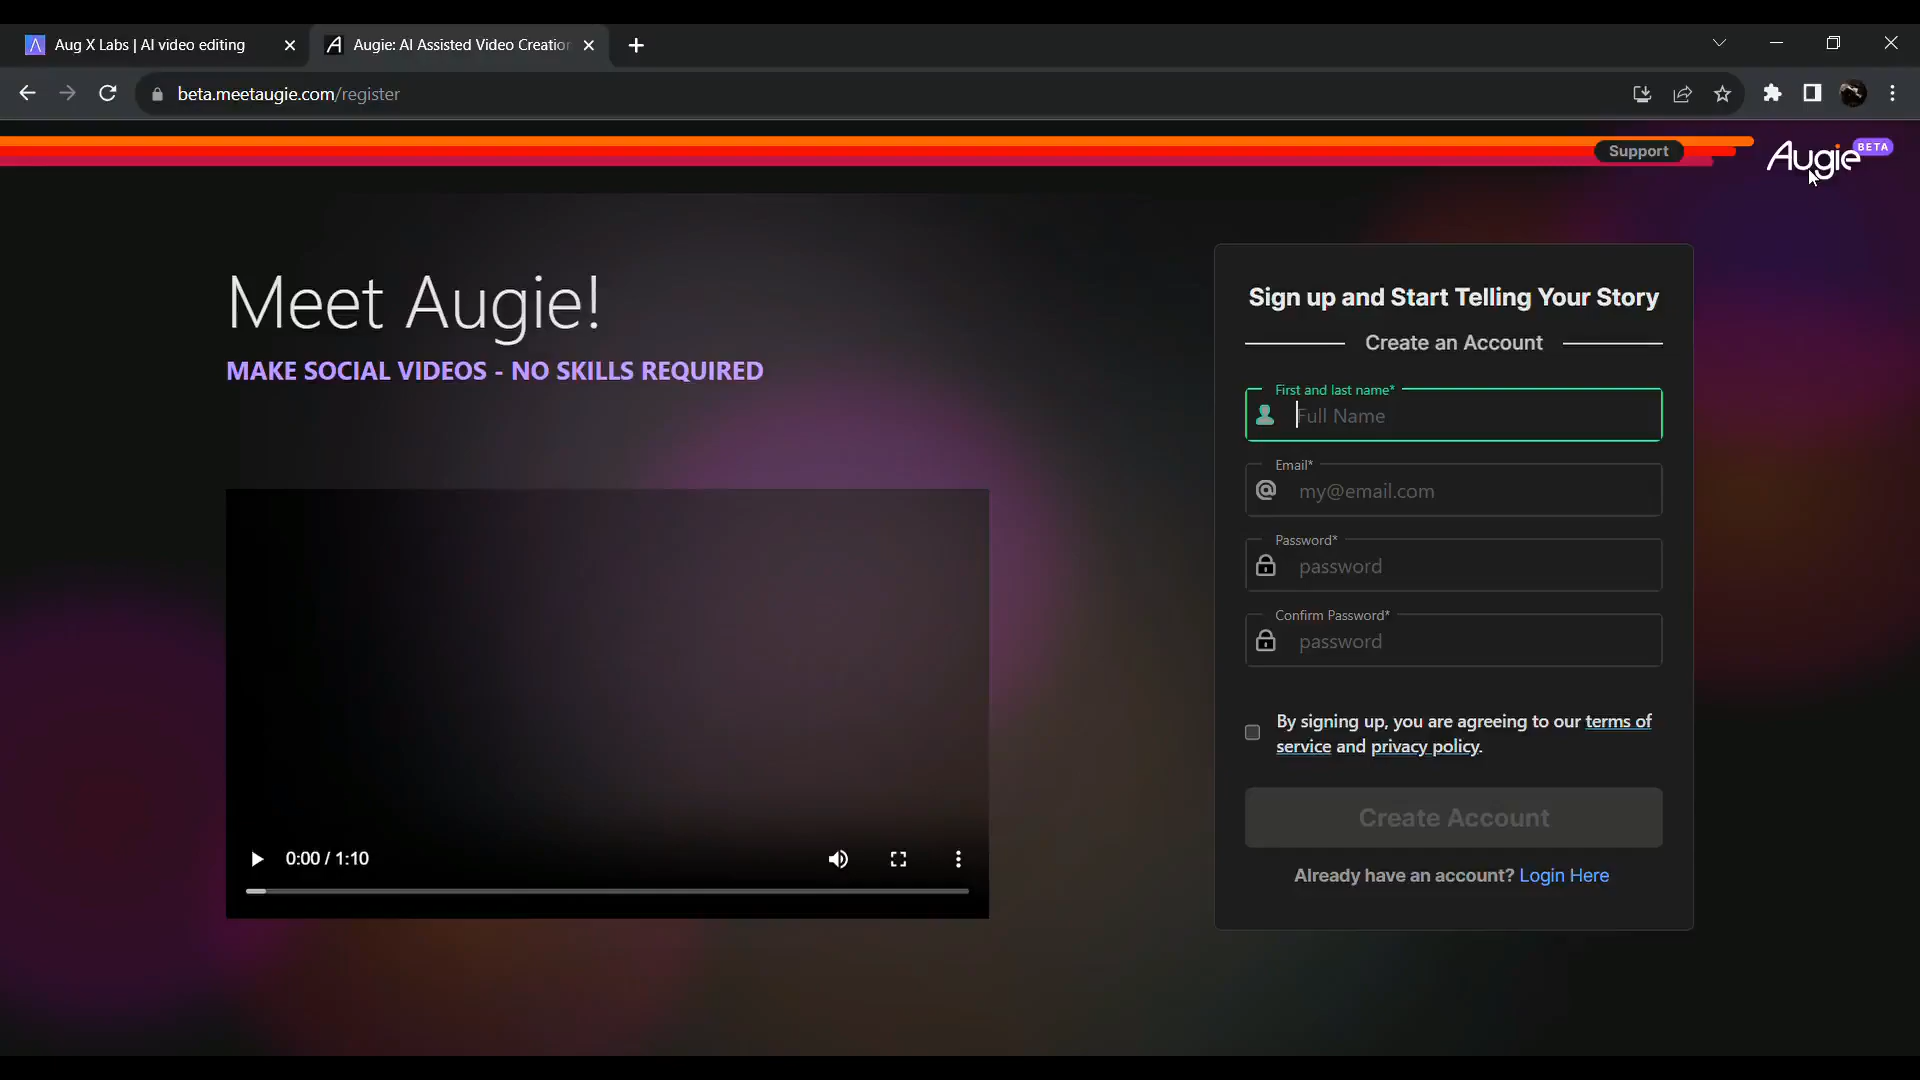 Aug X Labs | AI video editing
Augie: AI Assisted Video Creation
beta.meetaugie.com/register
Support
Augie BETA
Meet Augie!
MAKE SOCIAL VIDEOS - NO SKILLS REQUIRED
0:00 / 1:10
Sign up and Start Telling Your Story
Create an Account
First and last name*
Full Name
Email*
my@email.com
Password*
password
Confirm Password*
password
By signing up, you are agreeing to our terms of
service and privacy policy.
Create Account
Already have an account? Login Here